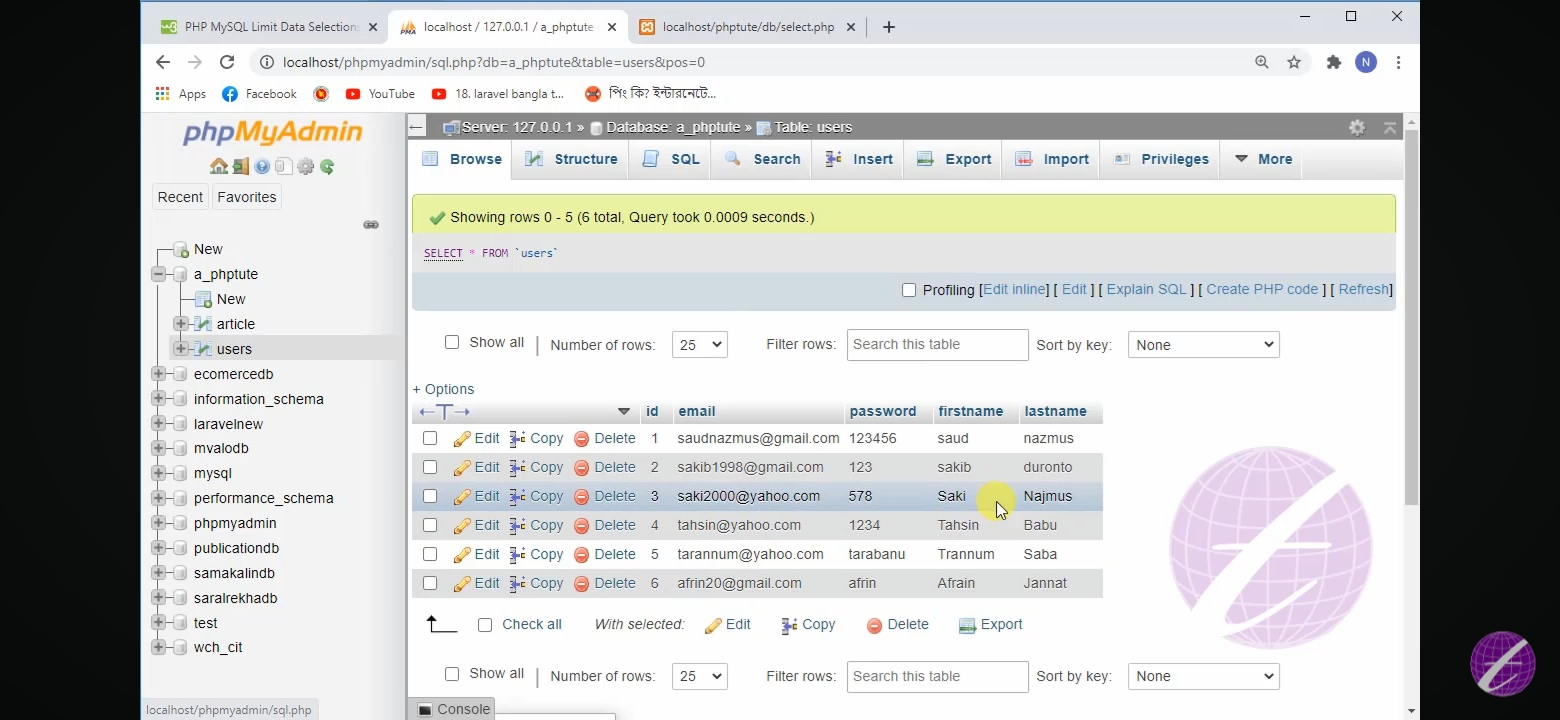 PHP MySQL Limit Data Selections
localhost / 127.0.0.1 / a_phptute
localhost/phptute/db/select.php
localhost/phpmyadmin/sql.php?db=a_phptute&table=users&pos=0
N
Apps
Facebook
YouTube
18. laravel bangla t...
পিং কি? ইন্টারনেটে...
phpMyAdmin
Recent
Favorites
New
a_phptute
New
article
users
ecomercedb
information_schema
laravelnew
mvalodb
mysql
performance_schema
phpmyadmin
publicationdb
samakalindb
saralrekhadb
test
wch_cit
localhost/phpmyadmin/sql.php
Server: 127.0.0.1 » Database: a_phptute » Table: users
Browse Structure SQL Search Insert Export Import Privileges More
Showing rows 0 - 5 (6 total, Query took 0.0009 seconds.)
SELECT * FROM `users`
Profiling [Edit inline] [ Edit ] [ Explain SQL ] [ Create PHP code ] [ Refresh]
Show all | Number of rows: 25 Filter rows: Search this table Sort by key: None
+ Options
←T→ id email password firstname lastname
Edit Copy Delete 1 saudnazmus@gmail.com 123456 saud nazmus
Edit Copy Delete 2 sakib1998@gmail.com 123 sakib duronto
Edit Copy Delete 3 saki2000@yahoo.com 578 Saki Najmus
Edit Copy Delete 4 tahsin@yahoo.com 1234 Tahsin Babu
Edit Copy Delete 5 tarannum@yahoo.com tarabanu Trannum Saba
Edit Copy Delete 6 afrin20@gmail.com afrin Afrain Jannat
Check all With selected: Edit Copy Delete Export
Show all | Number of rows: 25 Filter rows: Search this table Sort by key: None
Console